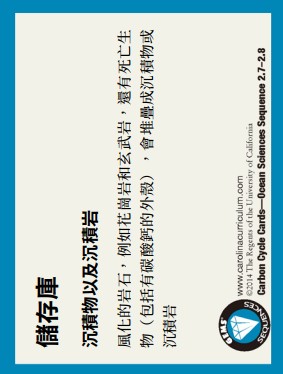 儲存庫
沉積物以及沉積岩
風化的岩石，例如花崗岩和玄武岩，還有死亡生
物（包括有碳酸鈣的外殼），會堆疊成沉積物或
沉積岩
GEMS
SEQUENCES
www.carolinacurriculum.com
©2014 The Regents of the University of California
Carbon Cycle Cards—Ocean Sciences Sequence 2.7–2.8